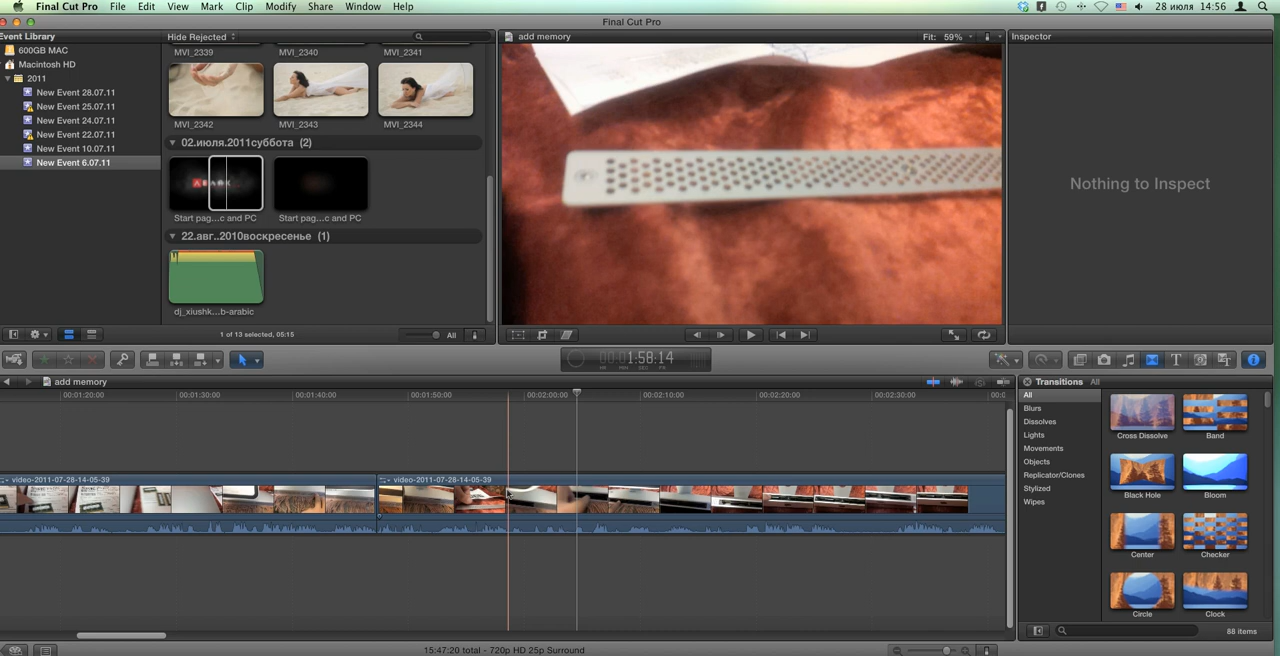 Final Cut Pro File Edit View Mark Clip Modify Share Window Help 28 июля 14:56
Final Cut Pro
Event Library
Hide Rejected
add memory
Fit: 59%
Inspector
600GB MAC
Macintosh HD
2011
New Event 28.07.11
New Event 25.07.11
New Event 24.07.11
New Event 22.07.11
New Event 10.07.11
New Event 6.07.11
MVI_2339 MVI_2340 MVI_2341
MVI_2342 MVI_2343 MVI_2344
02.июля.2011суббота (2)
Start pag...c and PC Start pag...c and PC
22.авг..2010воскресенье (1)
dj_xiushk...b-arabic
1 of 13 selected, 05:15
All
Nothing to Inspect
1:58:14
HR MIN SEC FR
add memory
00:01:20:00 00:01:30:00 00:01:40:00 00:01:50:00 00:02:00:00 00:02:10:00 00:02:20:00 00:02:30:00
video-2011-07-28-14-05-39 video-2011-07-28-14-05-39
Transitions All
All
Blurs
Dissolves
Lights
Movements
Objects
Replicator/Clones
Stylized
Wipes
Cross Dissolve Band
Black Hole Bloom
Center Checker
Circle Clock
88 items
15:47:20 total - 720p HD 25p Surround